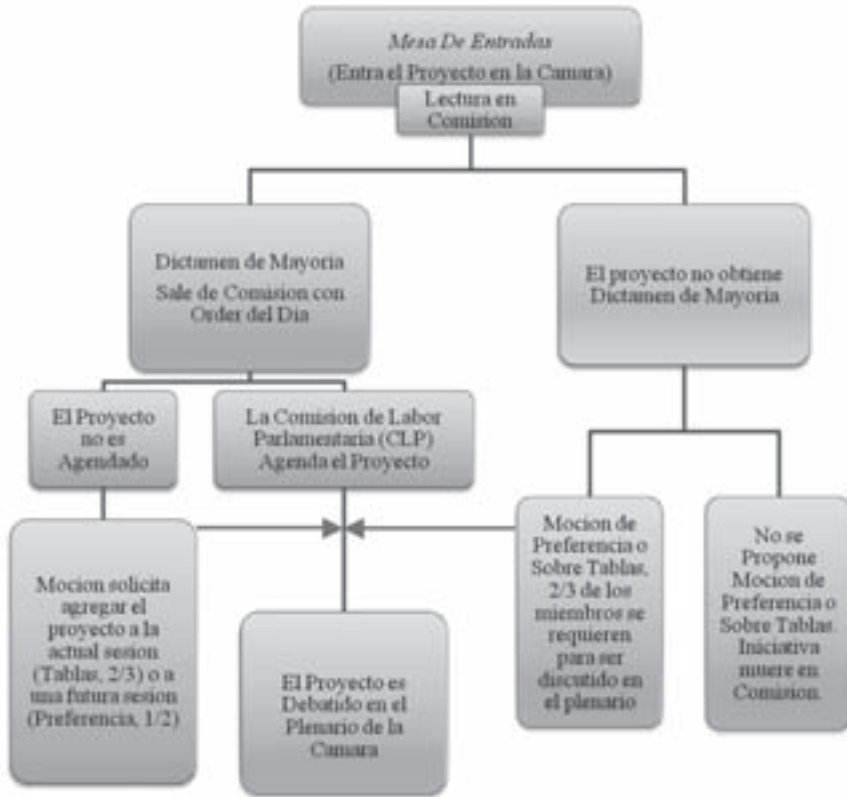 Mesa De Entradas
(Entra el Proyecto en la Camara)
Lectura en
Comision
Dictamen de Mayoria
Sale de Comision con
Order del Dia
El proyecto no obtiene
Dictamen de Mayoria
El Proyecto
no es
Agendado
La Comision de Labor
Parlamentaria (CLP)
Agenda el Proyecto
Mocion solicita
agregar el
proyecto a la
actual sesion
(Tablas, 2/3) o a
una futura sesion
(Preferencia, 1/2)
El Proyecto es
Debatido en el
Plenario de la
Camara
Mocion de
Preferencia o
Sobre Tablas,
2/3 de los
miembros se
requieren
para ser
discutido en
el plenario
No se
Propone
Mocion de
Preferencia o
Sobre Tablas.
Iniciativa
muere en
Comision.